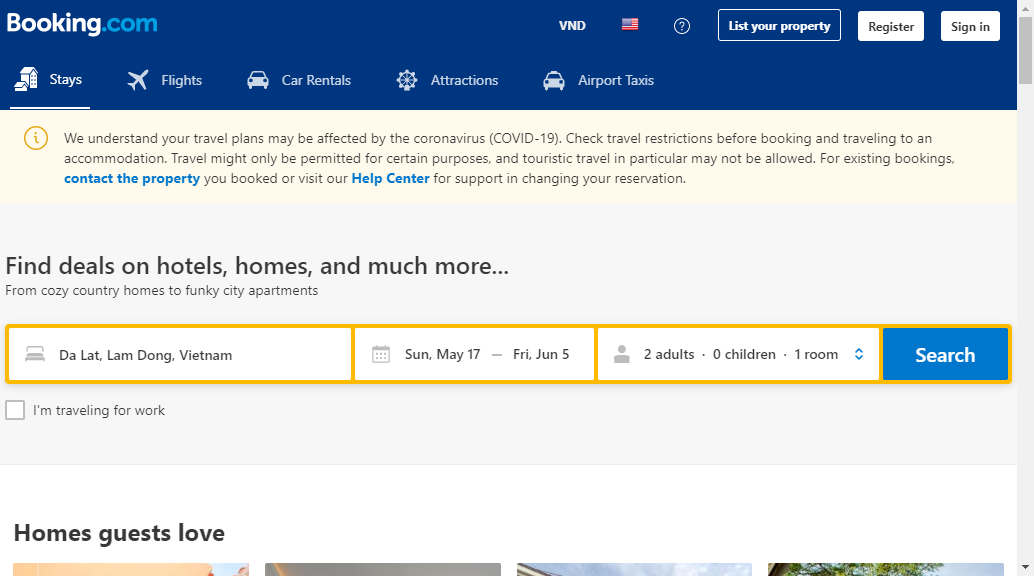 Booking.com
VND
List your property
Register
Sign in
Stays
Flights
Car Rentals
Attractions
Airport Taxis
We understand your travel plans may be affected by the coronavirus (COVID-19). Check travel restrictions before booking and traveling to an
accommodation. Travel might only be permitted for certain purposes, and touristic travel in particular may not be allowed. For existing bookings,
contact the property you booked or visit our Help Center for support in changing your reservation.
Find deals on hotels, homes, and much more...
From cozy country homes to funky city apartments
Da Lat, Lam Dong, Vietnam
Sun, May 17 — Fri, Jun 5
2 adults · 0 children · 1 room
Search
I'm traveling for work
Homes guests love